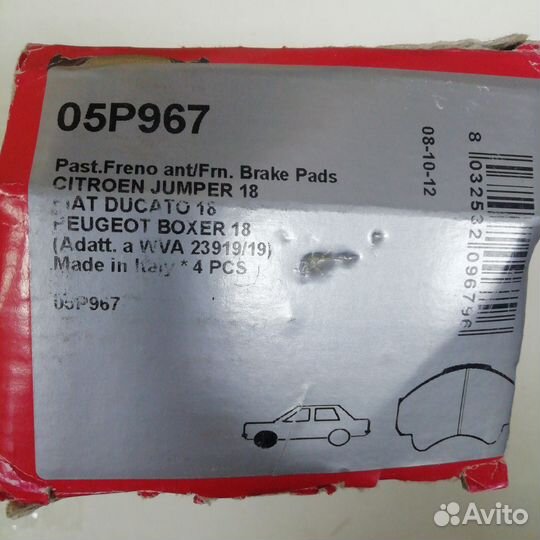 05P967
Past.Freno ant/Frn. Brake Pads
CITROEN JUMPER 18
FIAT DUCATO 18
PEUGEOT BOXER 18
(Adatt. a WVA 23919/19)
Made in Italy * 4 PCS
05P967
08-10-12
8 032532 096796
Avito